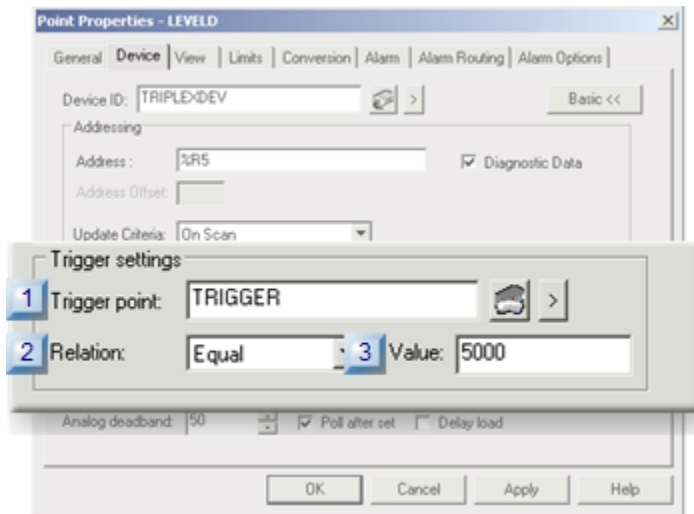 Point Properties - LEVELD
General Device View Limits Conversion Alarm Alarm Routing Alarm Options
Device ID: TRIPLEXDEV > Basic <<
Addressing
Address : %R5 Diagnostic Data
Address Offset:
Update Criteria: On Scan
Trigger settings
1 Trigger point: TRIGGER >
2 Relation: Equal 3 Value: 5000
Analog deadband: 50 Poll after set Delay load
OK Cancel Apply Help